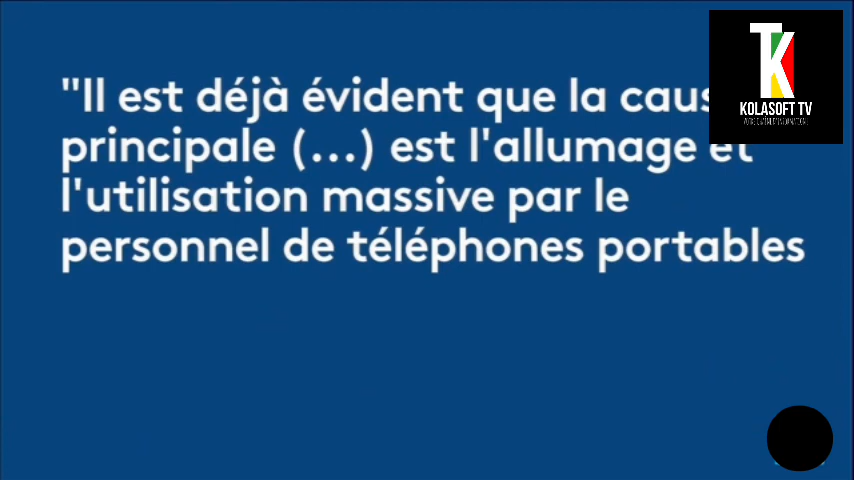 "Il est déjà évident que la
principale (...) est l'allumage et
l'utilisation massive par le
personnel de téléphones portables
TK
KOLASOFT TV